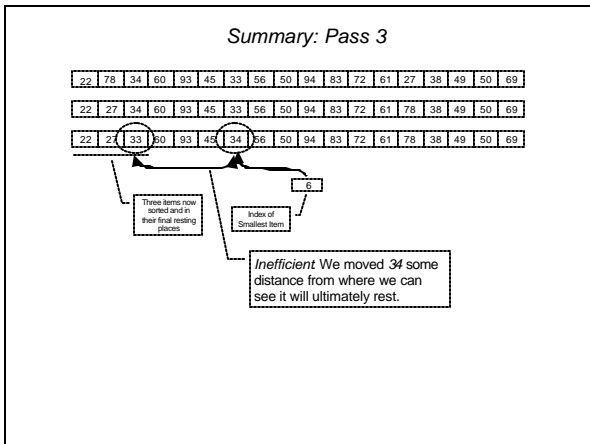 Summary: Pass 3
22 78 34 60 93 45 33 56 50 94 83 72 61 27 38 49 50 69
22 27 34 60 93 45 33 56 50 94 83 72 61 27 38 49 50 69
22 27 33 60 93 45 34 56 50 94 83 72 61 27 38 49 50 69
6
Three items now
sorted and in
their final resting
places
Index of
Smallest Item
Inefficient: We moved 34 some
distance from where we can
see it will ultimately rest.